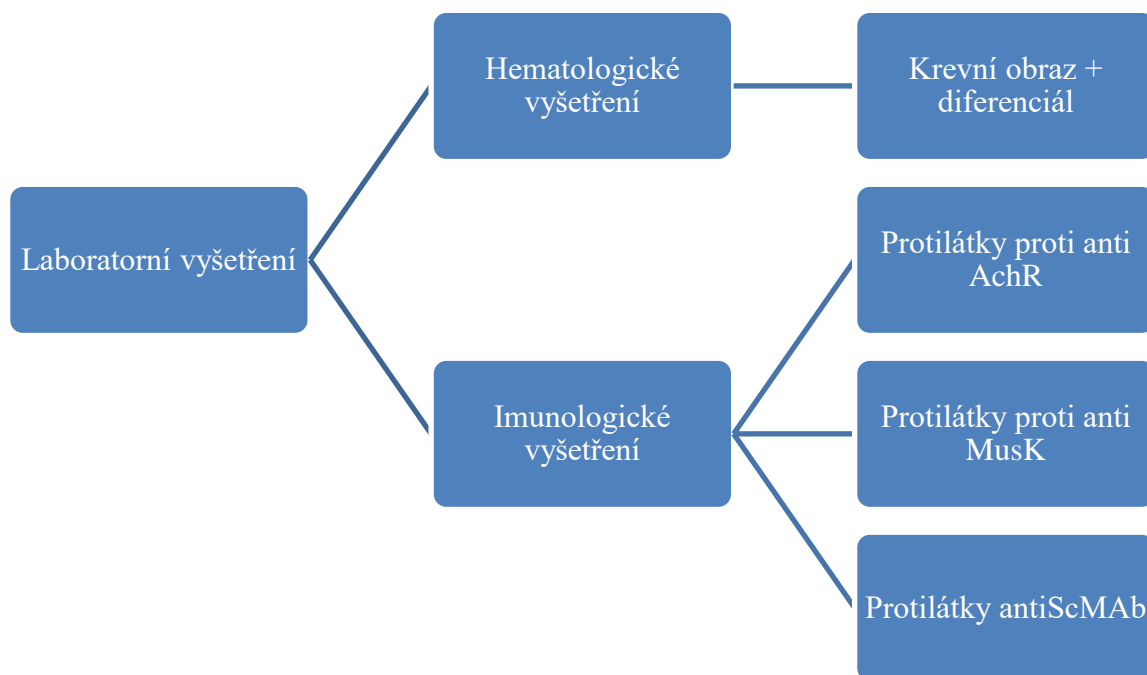 Laboratorní vyšetření
Hematologické
vyšetření
Krevní obraz +
diferenciál
Imunologické
vyšetření
Protilátky proti anti
AchR
Protilátky proti anti
MusK
Protilátky antiScMAb